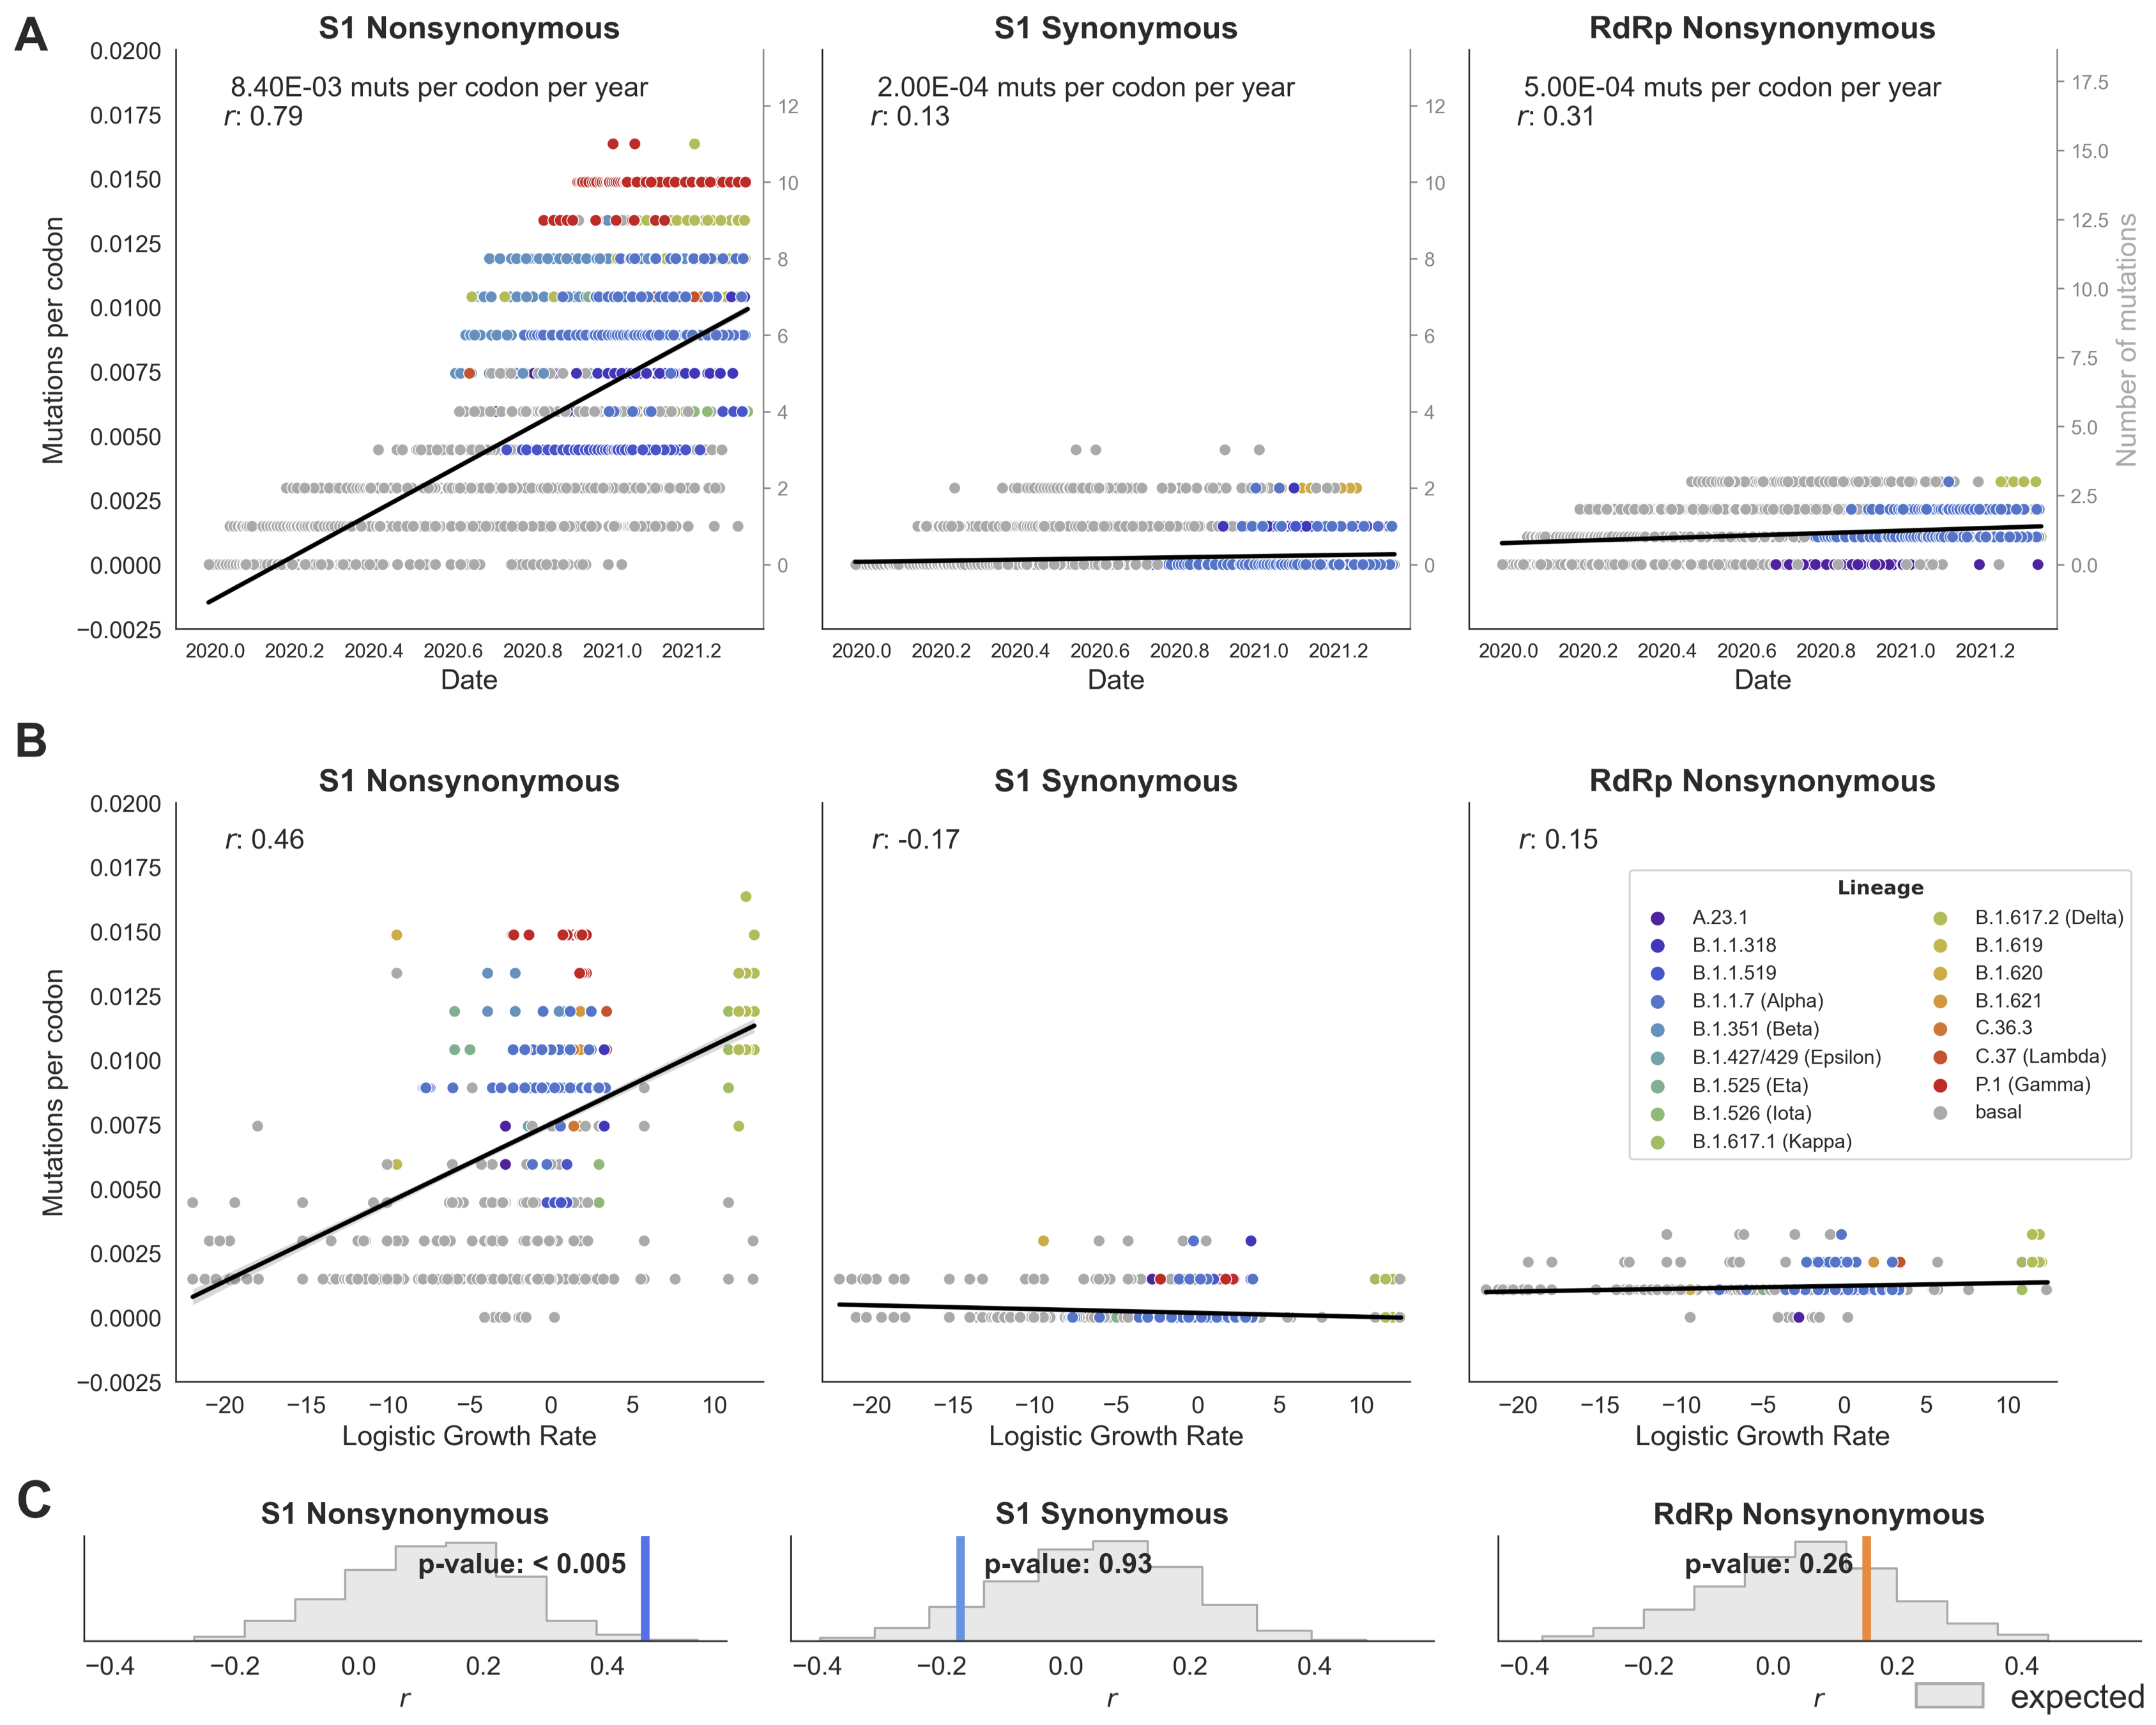 A
S1 Nonsynonymous
S1 Synonymous
RdRp Nonsynonymous
8.40E-03 muts per codon per year
r: 0.79
2.00E-04 muts per codon per year
r: 0.13
5.00E-04 muts per codon per year
r: 0.31
Mutations per codon
0.0200
0.0175
0.0150
0.0125
0.0100
0.0075
0.0050
0.0025
0.0000
−0.0025
12
10
8
6
4
2
0
12
10
8
6
4
2
0
17.5
15.0
12.5
10.0
7.5
5.0
2.5
0.0
Number of mutations
2020.0 2020.2 2020.4 2020.6 2020.8 2021.0 2021.2
2020.0 2020.2 2020.4 2020.6 2020.8 2021.0 2021.2
2020.0 2020.2 2020.4 2020.6 2020.8 2021.0 2021.2
Date
Date
Date
B
S1 Nonsynonymous
S1 Synonymous
RdRp Nonsynonymous
r: 0.46
r: -0.17
r: 0.15
Mutations per codon
0.0200
0.0175
0.0150
0.0125
0.0100
0.0075
0.0050
0.0025
0.0000
−0.0025
Lineage
A.23.1
B.1.1.318
B.1.1.519
B.1.1.7 (Alpha)
B.1.351 (Beta)
B.1.427/429 (Epsilon)
B.1.525 (Eta)
B.1.526 (Iota)
B.1.617.1 (Kappa)
B.1.617.2 (Delta)
B.1.619
B.1.620
B.1.621
C.36.3
C.37 (Lambda)
P.1 (Gamma)
basal
−20 −15 −10 −5 0 5 10
−20 −15 −10 −5 0 5 10
−20 −15 −10 −5 0 5 10
Logistic Growth Rate
Logistic Growth Rate
Logistic Growth Rate
C
S1 Nonsynonymous
S1 Synonymous
RdRp Nonsynonymous
p-value: < 0.005
p-value: 0.93
p-value: 0.26
−0.4 −0.2 0.0 0.2 0.4
−0.4 −0.2 0.0 0.2 0.4
−0.4 −0.2 0.0 0.2 0.4
r
r
r
expected